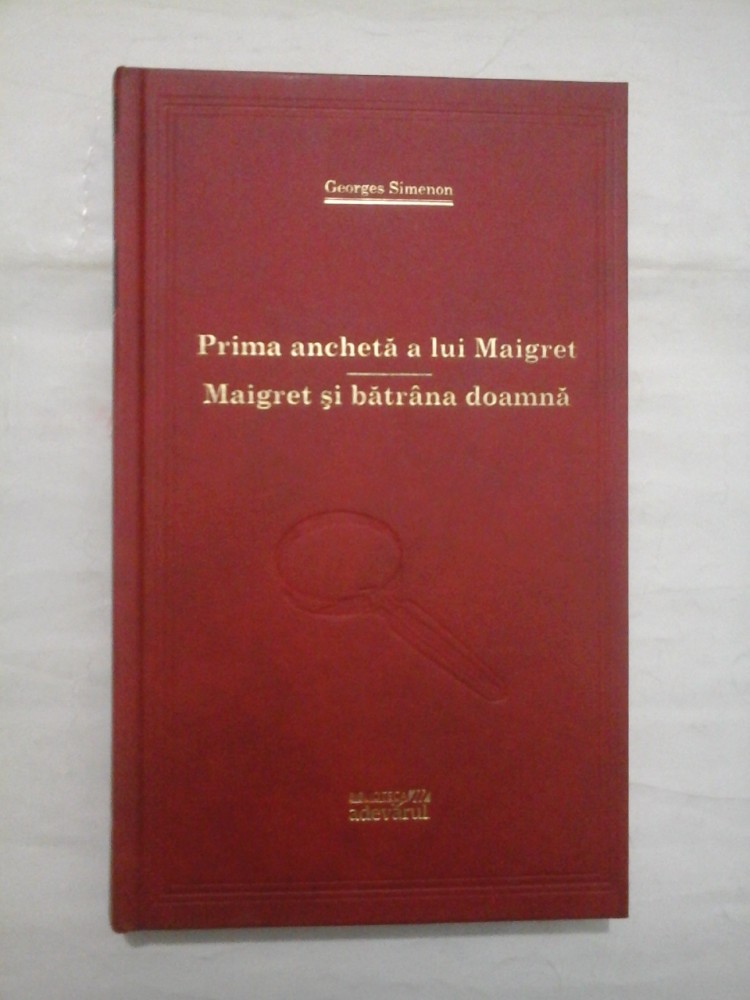 Georges Simenon
Prima anchetă a lui Maigret
Maigret şi bătrâna doamnă
adevărul